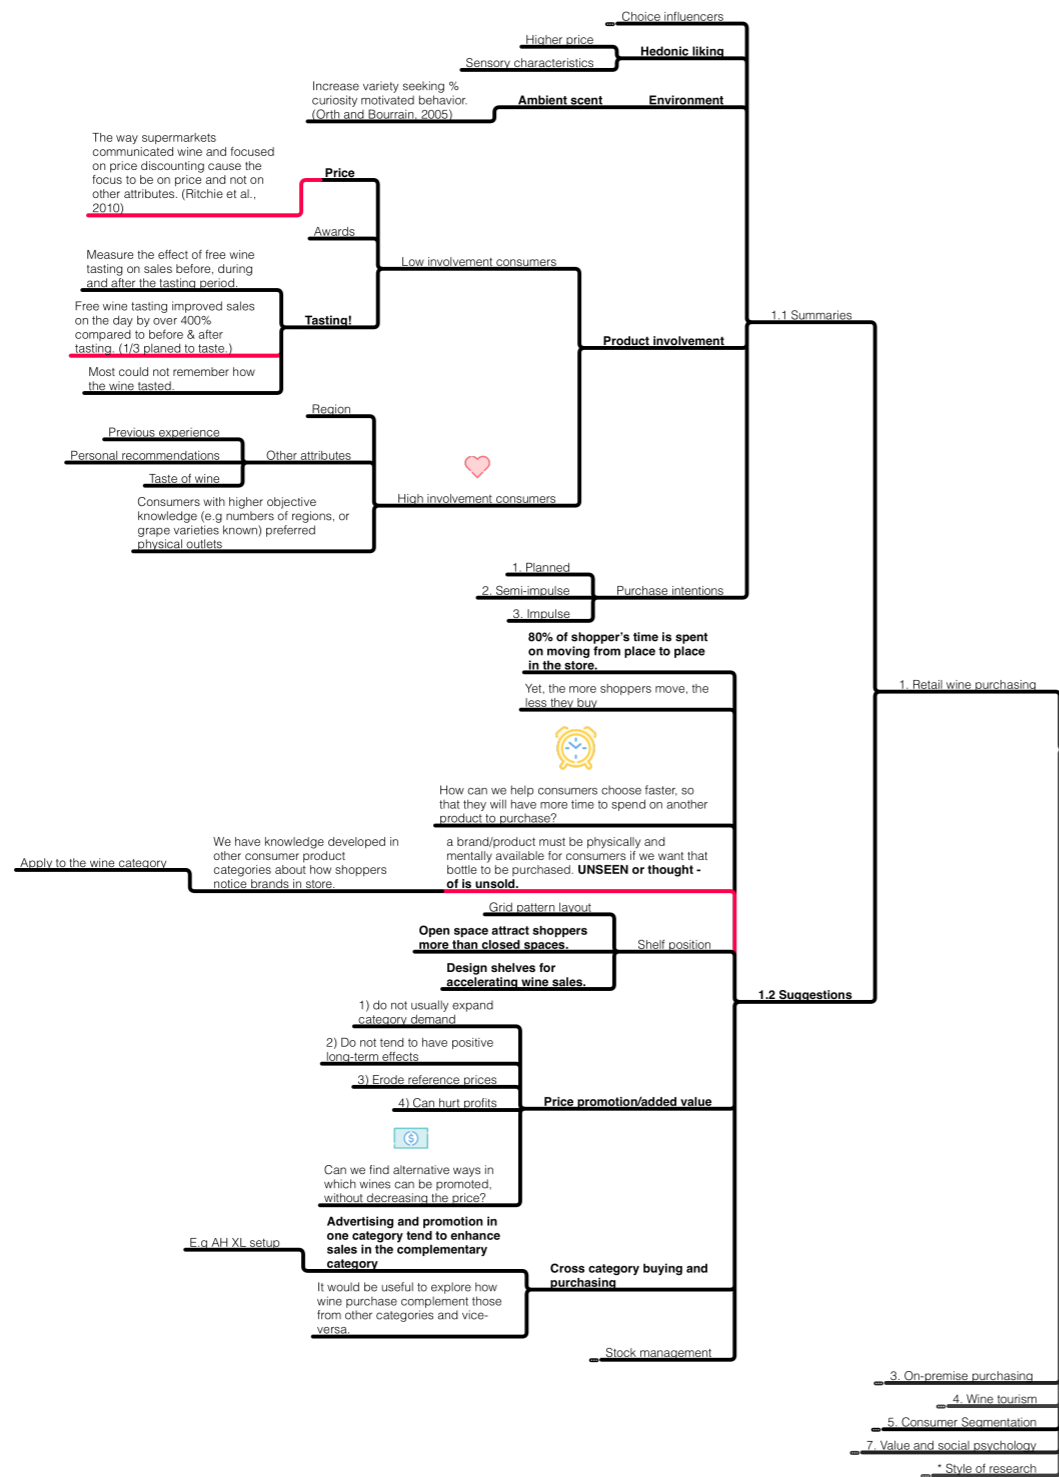 Choice influencers
Higher price
Hedonic liking
Sensory characteristics
Increase variety seeking %
curiosity motivated behavior.
(Orth and Bourrain, 2005)
Ambient scent
Environment
The way supermarkets
communicated wine and focused
on price discounting cause the
focus to be on price and not on
other attributes. (Ritchie et al.,
2010)
Price
Awards
Low involvement consumers
Measure the effect of free wine
tasting on sales before, during
and after the tasting period.
Free wine tasting improved sales
on the day by over 400%
compared to before & after
tasting. (1/3 planed to taste.)
Tasting!
Most could not remember how
the wine tasted.
1.1 Summaries
Product involvement
Region
Previous experience
Personal recommendations
Other attributes
Taste of wine
High involvement consumers
Consumers with higher objective
knowledge (e.g numbers of regions, or
grape varieties known) preferred
physical outlets
1. Planned
2. Semi-impulse
Purchase intentions
3. Impulse
80% of shopper's time is spent
on moving from place to place
in the store.
1. Retail wine purchasing
Yet, the more shoppers move, the
less they buy
How can we help consumers choose faster, so
that they will have more time to spend on another
product to purchase?
Apply to the wine category
We have knowledge developed in
other consumer product
categories about how shoppers
notice brands in store.
a brand/product must be physically and
mentally available for consumers if we want that
bottle to be purchased. UNSEEN or thought -
of is unsold.
Grid pattern layout
Open space attract shoppers
more than closed spaces.
Shelf position
Design shelves for
accelerating wine sales.
1.2 Suggestions
1) do not usually expand
category demand
2) Do not tend to have positive
long-term effects
3) Erode reference prices
4) Can hurt profits
Price promotion/added value
Can we find alternative ways in
which wines can be promoted,
without decreasing the price?
E.g AH XL setup
Advertising and promotion in
one category tend to enhance
sales in the complementary
category
Cross category buying and
purchasing
It would be useful to explore how
wine purchase complement those
from other categories and vice-
versa.
Stock management
3. On-premise purchasing
4. Wine tourism
5. Consumer Segmentation
7. Value and social psychology
* Style of research